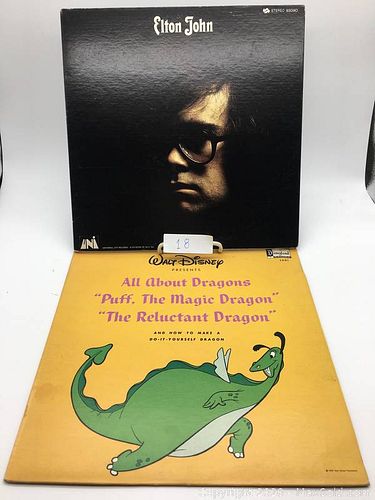 Elton John
STEREO 93090
UNI
18
WALT DISNEY
PRESENTS
Disneyland
All About Dragons
"Puff, The Magic Dragon"
"The Reluctant Dragon"
AND HOW TO MAKE A
DO-IT-YOURSELF DRAGON